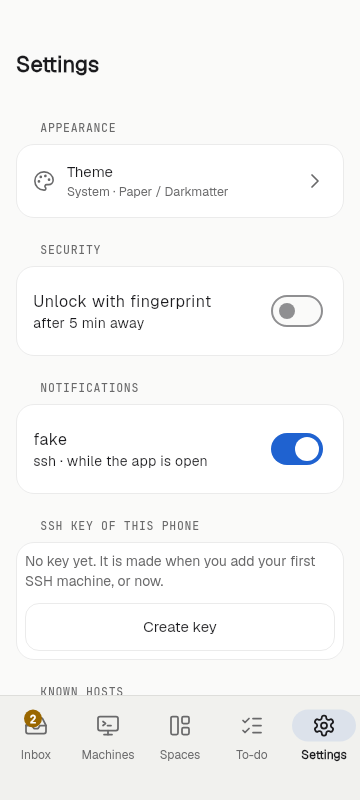 Settings
APPEARANCE
Theme
System · Paper / Darkmatter
SECURITY
Unlock with fingerprint
after 5 min away
NOTIFICATIONS
fake
ssh · while the app is open
SSH KEY OF THIS PHONE
No key yet. It is made when you add your first
SSH machine, or now.
Create key
KNOWN HOSTS
2
Inbox
Machines
Spaces
To-do
Settings